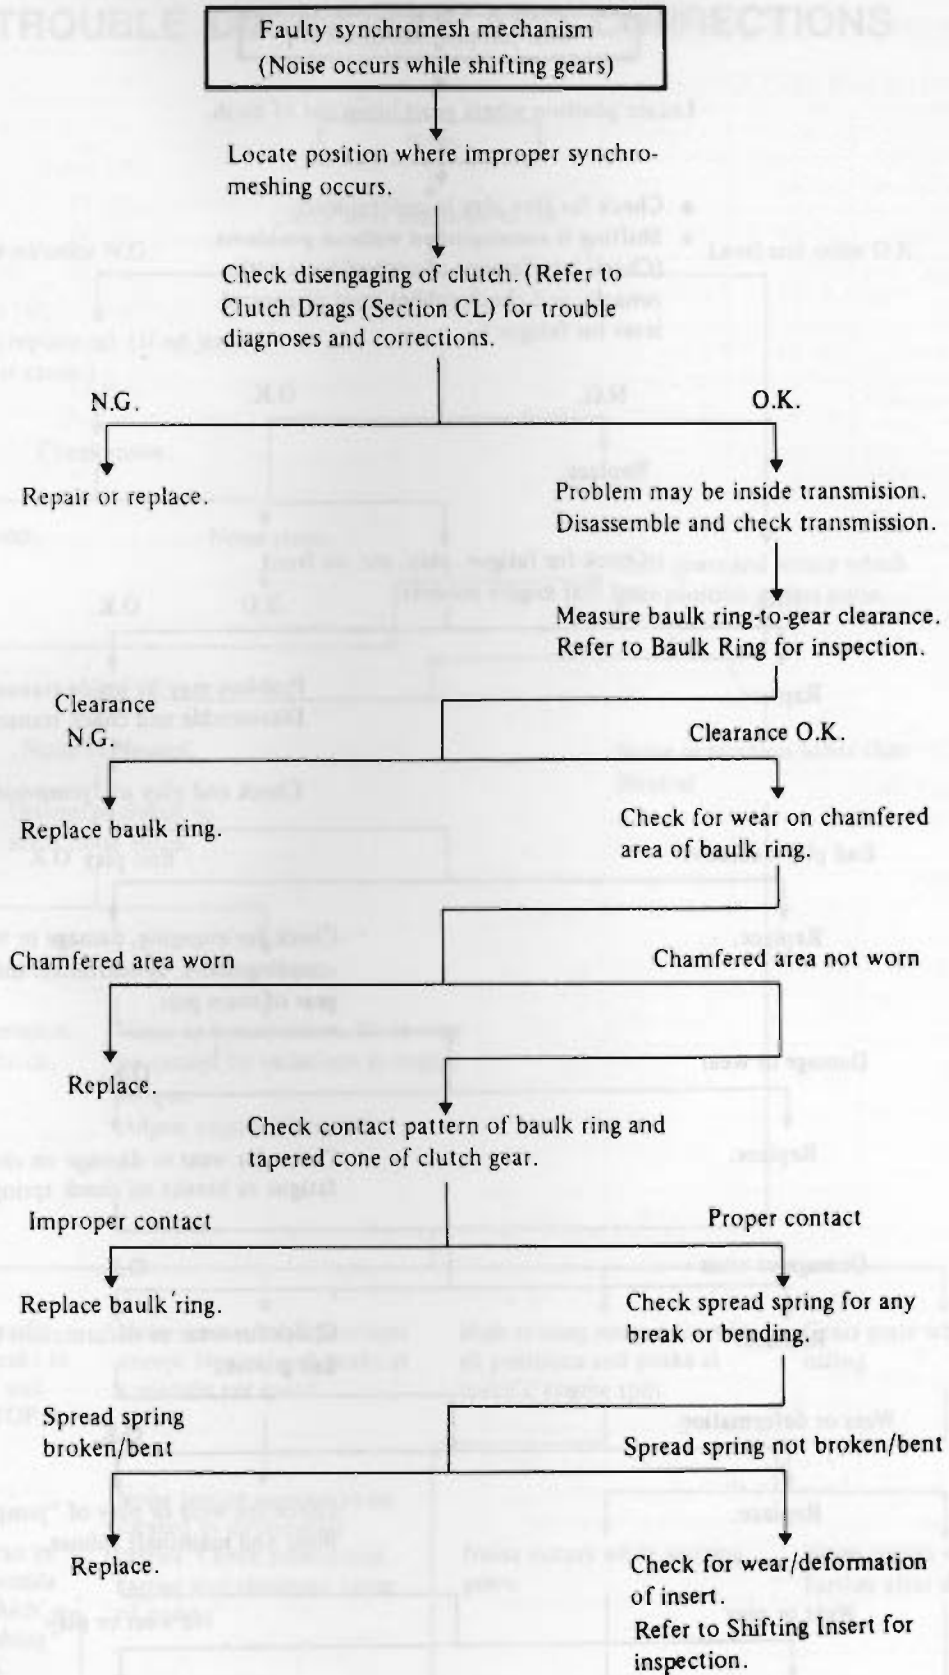 TROUBLE
CORRECTIONS
Faulty synchromesh mechanism
(Noise occurs while shifting gears)
Locate position where improper synchro-
meshing occurs.
Check disengaging of clutch. (Refer to
Clutch Drags (Section CL) for trouble
diagnoses and corrections.
N.G.
O.K.
Repair or replace.
Problem may be inside transmision.
Disassemble and check transmission.
Measure baulk ring-to-gear clearance.
Refer to Baulk Ring for inspection.
Clearance
N.G.
Clearance O.K.
Replace baulk ring.
Check for wear on chamfered
area of baulk ring.
Chamfered area worn
Chamfered area not worn
Replace.
Check contact pattern of baulk ring and
tapered cone of clutch gear.
Improper contact
Proper contact
Replace baulk ring.
Check spread spring for any
break or bending.
Spread spring
broken/bent
Spread spring not broken/bent
Replace.
Check for wear/deformation
of insert.
Refer to Shifting Insert for
inspection.